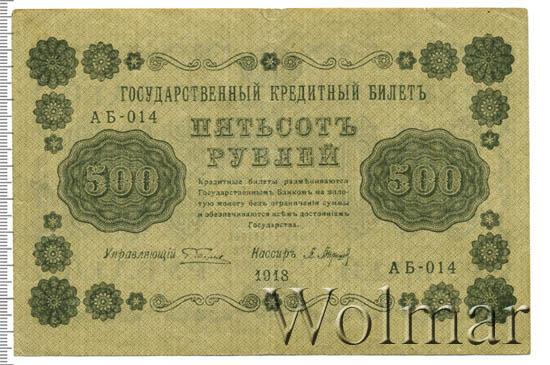 ГОСУДАРСТВЕННЫЙ КРЕДИТНЫЙ БИЛЕТЪ
АБ-014
ПЯТЬСОТЪ
РУБЛЕЙ
500
500
Кредитные билеты размѣниваются
Государственным Банкомъ на золо-
тую монету безъ ограниченія суммы
и обезпечиваются всѣмъ достояніемъ
Государства.
Управляющій
Кассиръ
1918
АБ-014
Wolmar